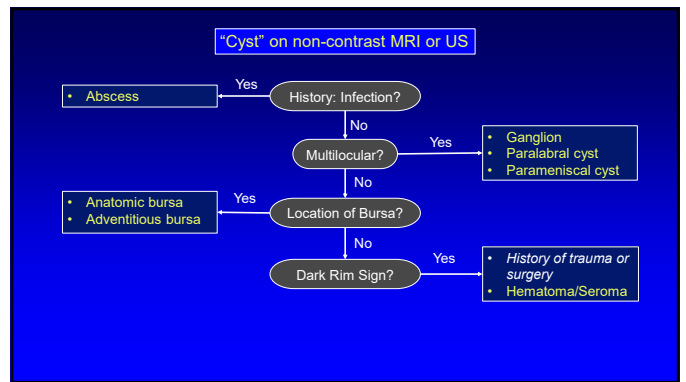 “Cyst” on non-contrast MRI or US
Yes
• Abscess
History: Infection?
No
Yes
Multilocular?
• Ganglion
• Paralabral cyst
• Parameniscal cyst
No
• Anatomic bursa
• Adventitious bursa
Yes
Location of Bursa?
No
Yes
Dark Rim Sign?
• History of trauma or
surgery
• Hematoma/Seroma